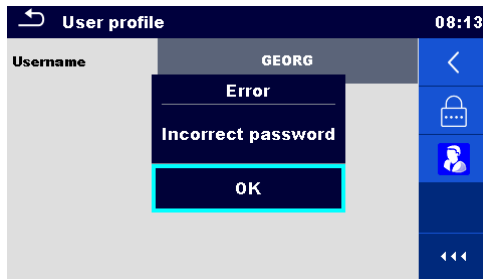 User profile
08:13
Username
GEORG
Error
Incorrect password
OK